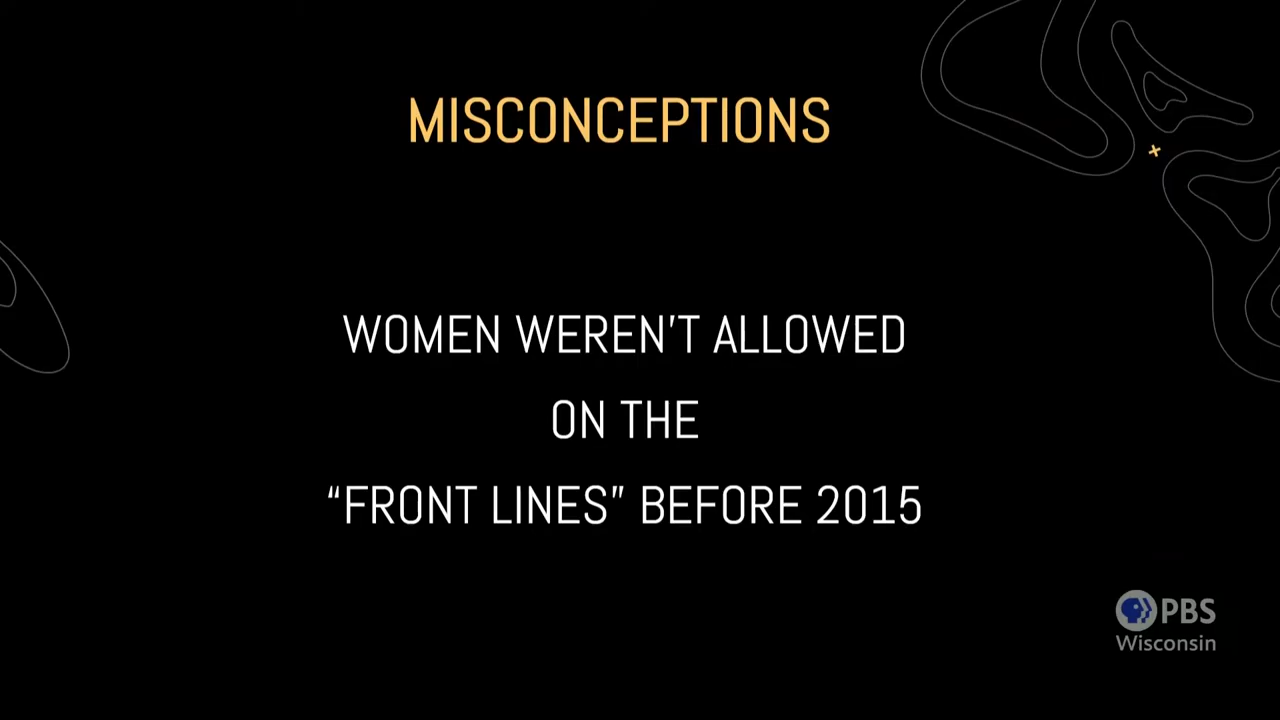 MISCONCEPTIONS
WOMEN WEREN'T ALLOWED
ON THE
“FRONT LINES” BEFORE 2015
PBS
Wisconsin